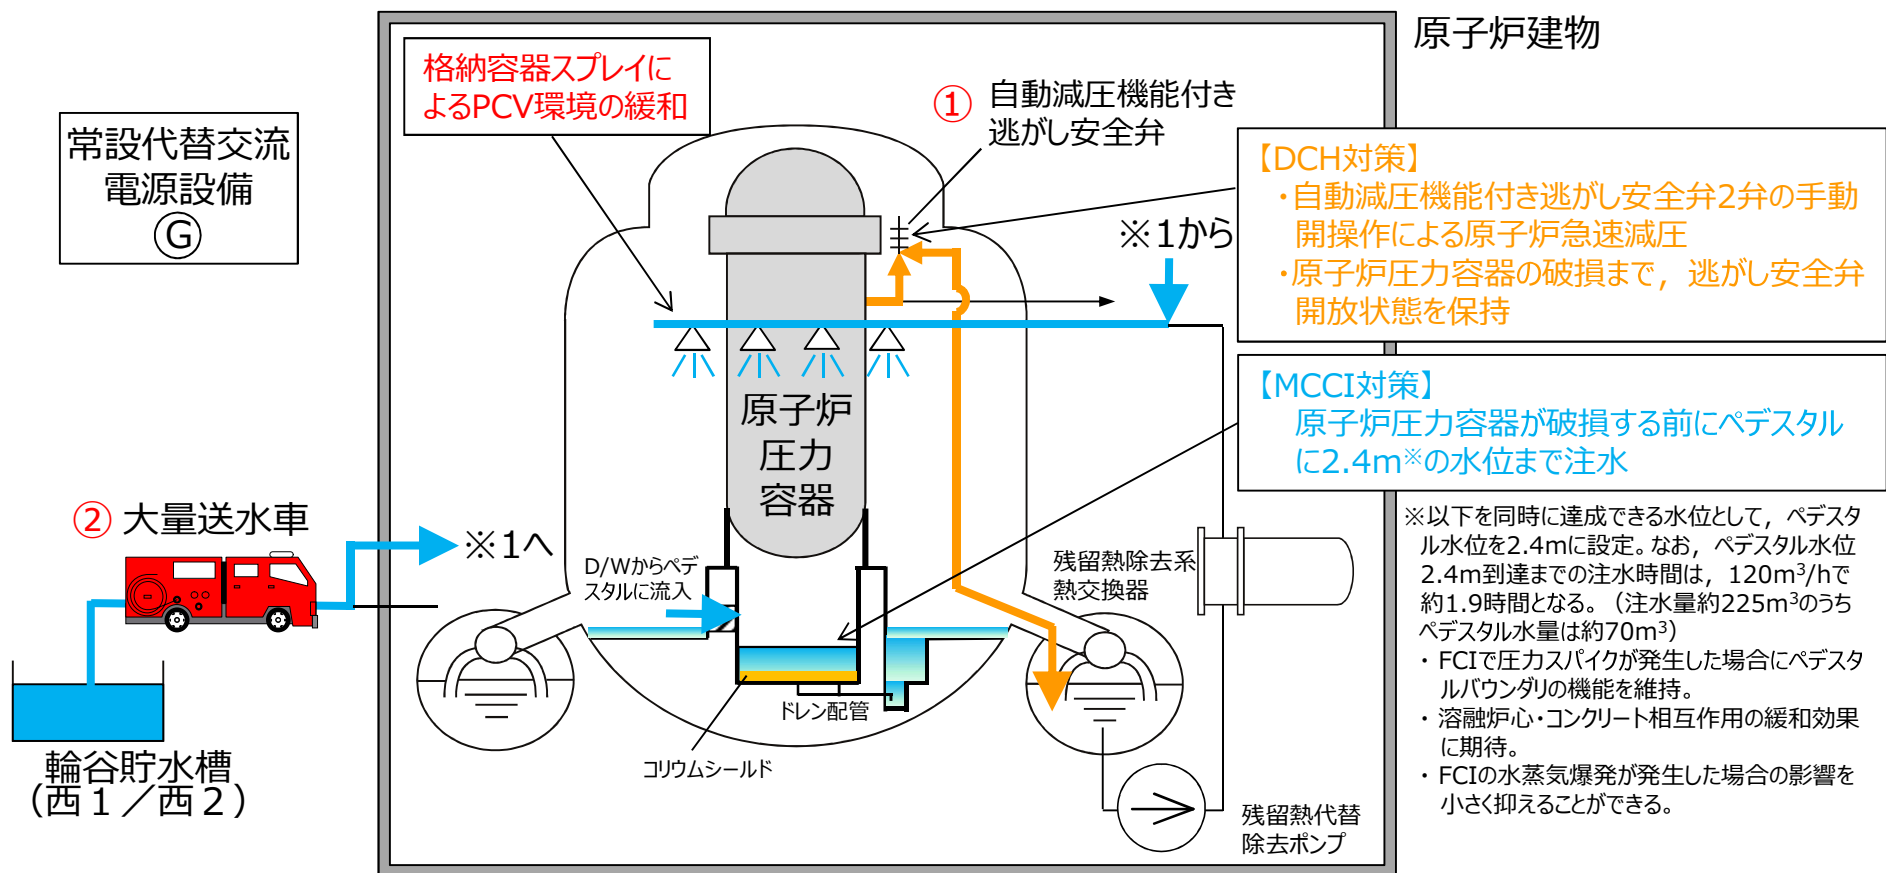 原子炉建物
格納容器スプレイに
よるPCV環境の緩和
① 自動減圧機能付き
逃がし安全弁
常設代替交流
電源設備
G
【DCH対策】
・自動減圧機能付き逃がし安全弁2弁の手動
開操作による原子炉急速減圧
・原子炉圧力容器の破損まで，逃がし安全弁
開放状態を保持
※1から
【MCCI対策】
原子炉圧力容器が破損する前にペデスタル
に2.4m※の水位まで注水
原子炉
圧力
容器
② 大量送水車
※1へ
D/Wからペデ
スタルに流入
残留熱除去系
熱交換器
※以下を同時に達成できる水位として，ペデスタ
ル水位を2.4mに設定。なお，ペデスタル水位
2.4m到達までの注水時間は，120m³/hで
約1.9時間となる。（注水量約225m³のうち
ペデスタル水量は約70m³）
・FCIで圧力スパイクが発生した場合にペデスタ
ルバウンダリの機能を維持。
・溶融炉心・コンクリート相互作用の緩和効果
に期待。
・FCIの水蒸気爆発が発生した場合の影響を
小さく抑えることができる。
ドレン配管
コリウムシールド
輪谷貯水槽
（西１／西２）
残留熱代替
除去ポンプ